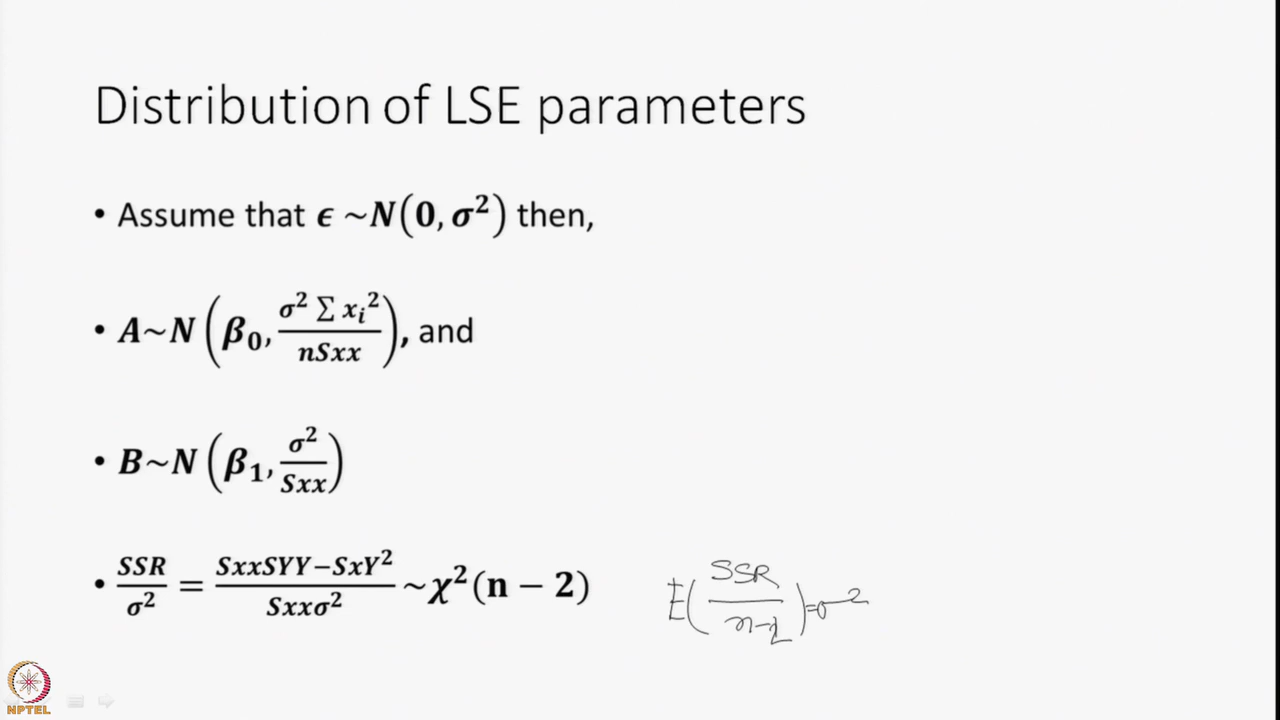 Distribution of LSE parameters
• Assume that ϵ ~N(0, σ²) then,
• A~N(β₀, σ² ∑ xᵢ² / nSxx), and
• B~N(β₁, σ² / Sxx)
• SSR / σ² = SxxSYY−SxY² / Sxxσ² ~χ²(n − 2)
E(SSR / n-2)=σ²
NPTEL